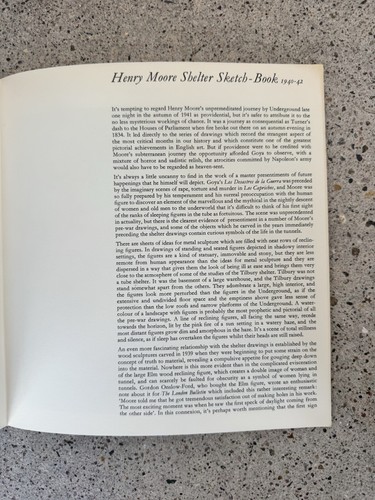 Henry Moore Shelter Sketch-Book 1940-42
It's tempting to regard Henry Moore's unpremeditated journey by Underground late
one night in the autumn of 1941 as providential, but it's safer to attribute it to the
no less mysterious workings of chance. It was a journey as consequential as Turner's
dash to the Houses of Parliament when fire broke out there on an autumn evening in
1834. It led directly to the series of drawings which record the strangest aspect of
the most critical months in our history and which constitute one of the greatest
pictorial achievements in English art. But if providence were to be credited with
Moore's subterranean journey the opportunity afforded Goya to observe, with a
mixture of horror and sadistic relish, the atrocities committed by Napoleon's army
would also have to be regarded as heaven-sent.
It's always a little uncanny to find in the work of a master presentiments of future
happenings that he himself will depict. Goya's Los Desastres de la Guerra was preceded
by the imaginary scenes of rape, torture and murder in Los Caprichos, and Moore was
so fully prepared by his temperament and his earned preoccupation with the human
figure to discover an element of the marvellous and the mythical in the nightly descent
of women and old men to the underworld that it's difficult to think of his first sight
of the ranks of sleeping figures in the tube as fortuitous. The scene was unprecedented
in actuality, but there is the clearest evidence of presentiment in a number of Moore's
pre-war drawings, and some of the objects which he carved in the years immediately
preceding the shelter drawings contain curious symbols of the life in the tunnels.
There are sheets of ideas for metal sculpture which are filled with neat rows of reclin-
ing figures. In drawings of standing and seated figures depicted in shadowy interior
settings, the figures are a kind of statuary, immovable and mute, but they are less
remote from human appearance than the ideas for metal sculpture and they are
dispersed in a way that gives them the look of being ill at ease and brings them very
close to the atmosphere of some of the studies of the Tilbury shelter. Tilbury was not
a tube shelter. It was the basement of a large warehouse, and the Tilbury drawings
stand somewhat apart from the others. They adumbrate a large, high interior, and
the figures look more perturbed than the figures in the Underground, as if the
extensive and undivided floor space and the emptiness above gave less sense of
protection than the low roofs and narrow platforms of the Underground. A water-
colour of a landscape with figures is probably the most prophetic and pictorial of all
the pre-war drawings. A line of reclining figures, all facing the same way, recede
towards the horizon, lit by the pink fire of a sun setting in a watery haze, and the
most distant figures grow dim and amorphous in the haze. It's a scene of total stillness
and silence, as if sleep has overtaken the figures whilst their heads are still raised.
An even more fascinating relationship with the shelter drawings is established by the
wood sculptures carved in 1939 when they were beginning to put some strain on the
concept of truth to material, revealing a compulsive appetite for gouging deep down
into the material. Nowhere is this most evident than in the complicated evisceration
of the large Elm wood reclining figure, which creates a double image of woman and
tunnel, and can scarcely be faulted for obscurity as a symbol of women lying in
tunnels. Gordon Onslow-Ford, who bought the Elm figure, wrote an enthusiastic
note about it for The London Bulletin which included this rather interesting remark:
'Moore told me that he got tremendous satisfaction out of making holes in his work.
The most exciting moment was when he saw the first speck of daylight coming from
the other side'. In this connexion, it's perhaps worth mentioning that the first sign